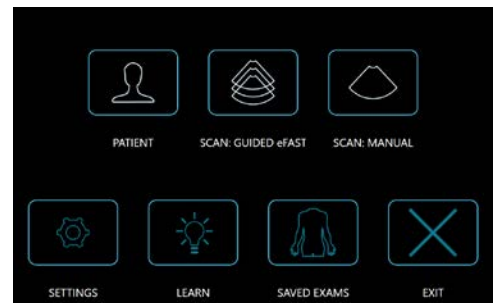 PATIENT
SCAN: GUIDED eFAST
SCAN: MANUAL
SETTINGS
LEARN
SAVED EXAMS
EXIT